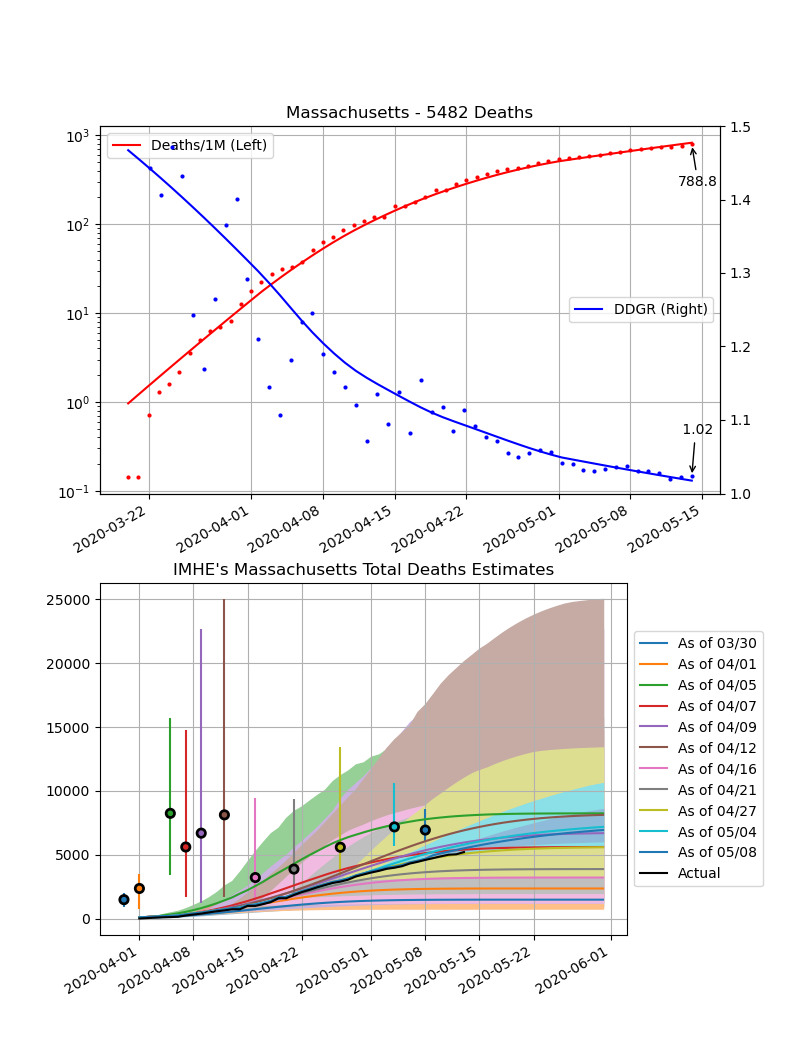 Massachusetts - 5482 Deaths
10³
10²
10¹
10⁰
10⁻¹
Deaths/1M (Left)
DDGR (Right)
788.8
1.02
1.5
1.4
1.3
1.2
1.1
1.0
2020-03-22
2020-04-01
2020-04-08
2020-04-15
2020-04-22
2020-05-01
2020-05-08
2020-05-15
IMHE's Massachusetts Total Deaths Estimates
25000
20000
15000
10000
5000
0
2020-04-01
2020-04-08
2020-04-15
2020-04-22
2020-05-01
2020-05-08
2020-05-15
2020-05-22
2020-06-01
As of 03/30
As of 04/01
As of 04/05
As of 04/07
As of 04/09
As of 04/12
As of 04/16
As of 04/21
As of 04/27
As of 05/04
As of 05/08
Actual